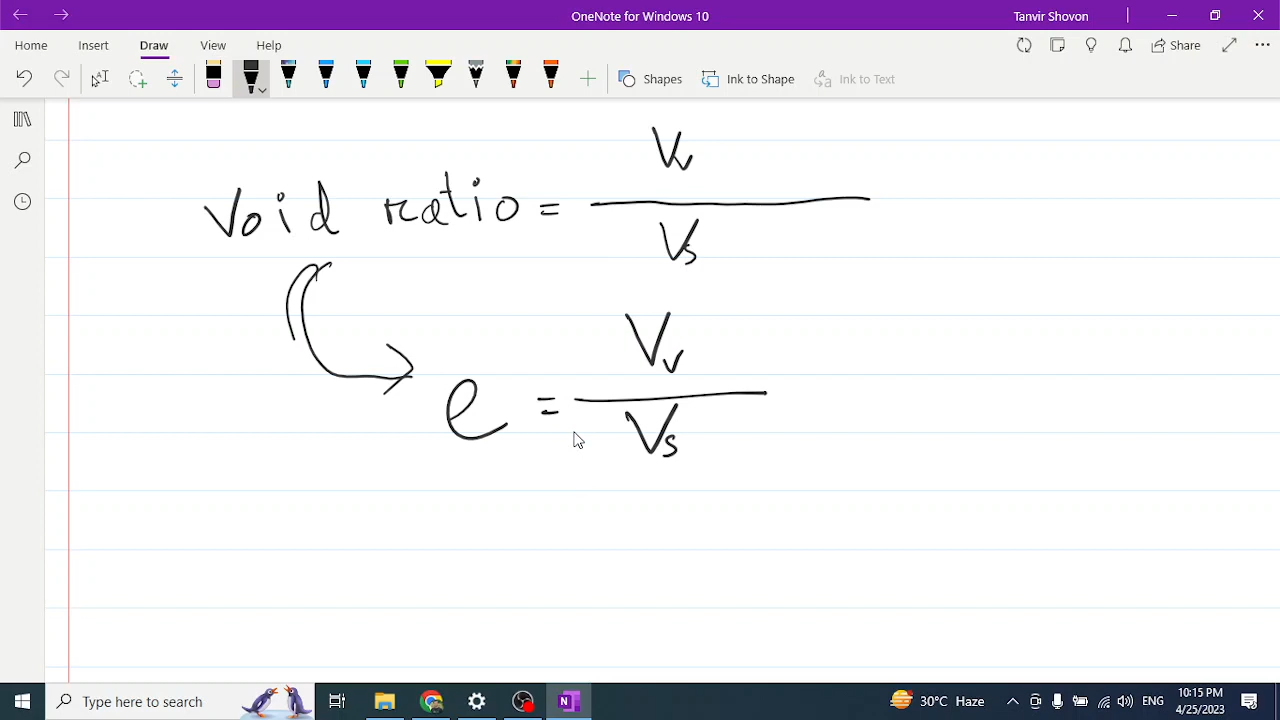 OneNote for Windows 10
Tanvir Shovon
Home Insert Draw View Help
Share
Shapes Ink to Shape Ink to Text
Void ratio = Vv / Vs
e = Vv / Vs
Type here to search
30°C Haze
ENG
10:15 PM
4/25/2023